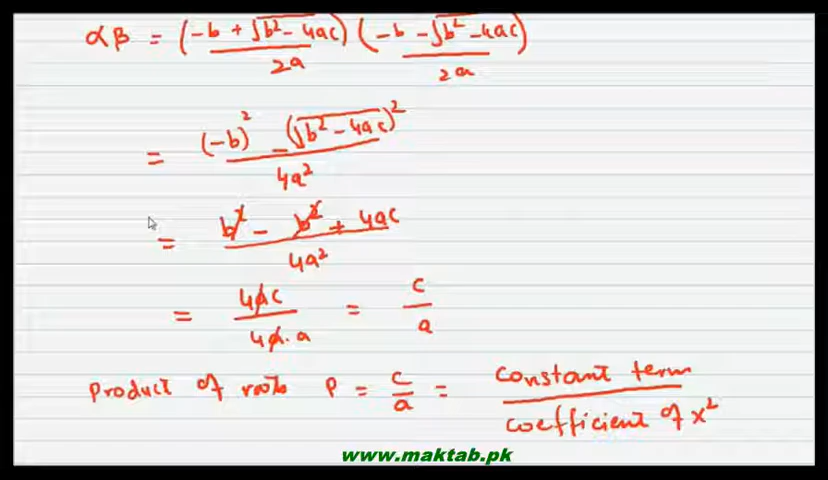 αβ = (-b + √b² - 4ac / 2a) (-b - √b² - 4ac / 2a)
= (-b)² - (√b² - 4ac)² / 4a²
= b² - b² + 4ac / 4a²
= 4ac / 4a.a = c / a
Product of roots P = c / a = constant term / coefficient of x²
www.maktab.pk